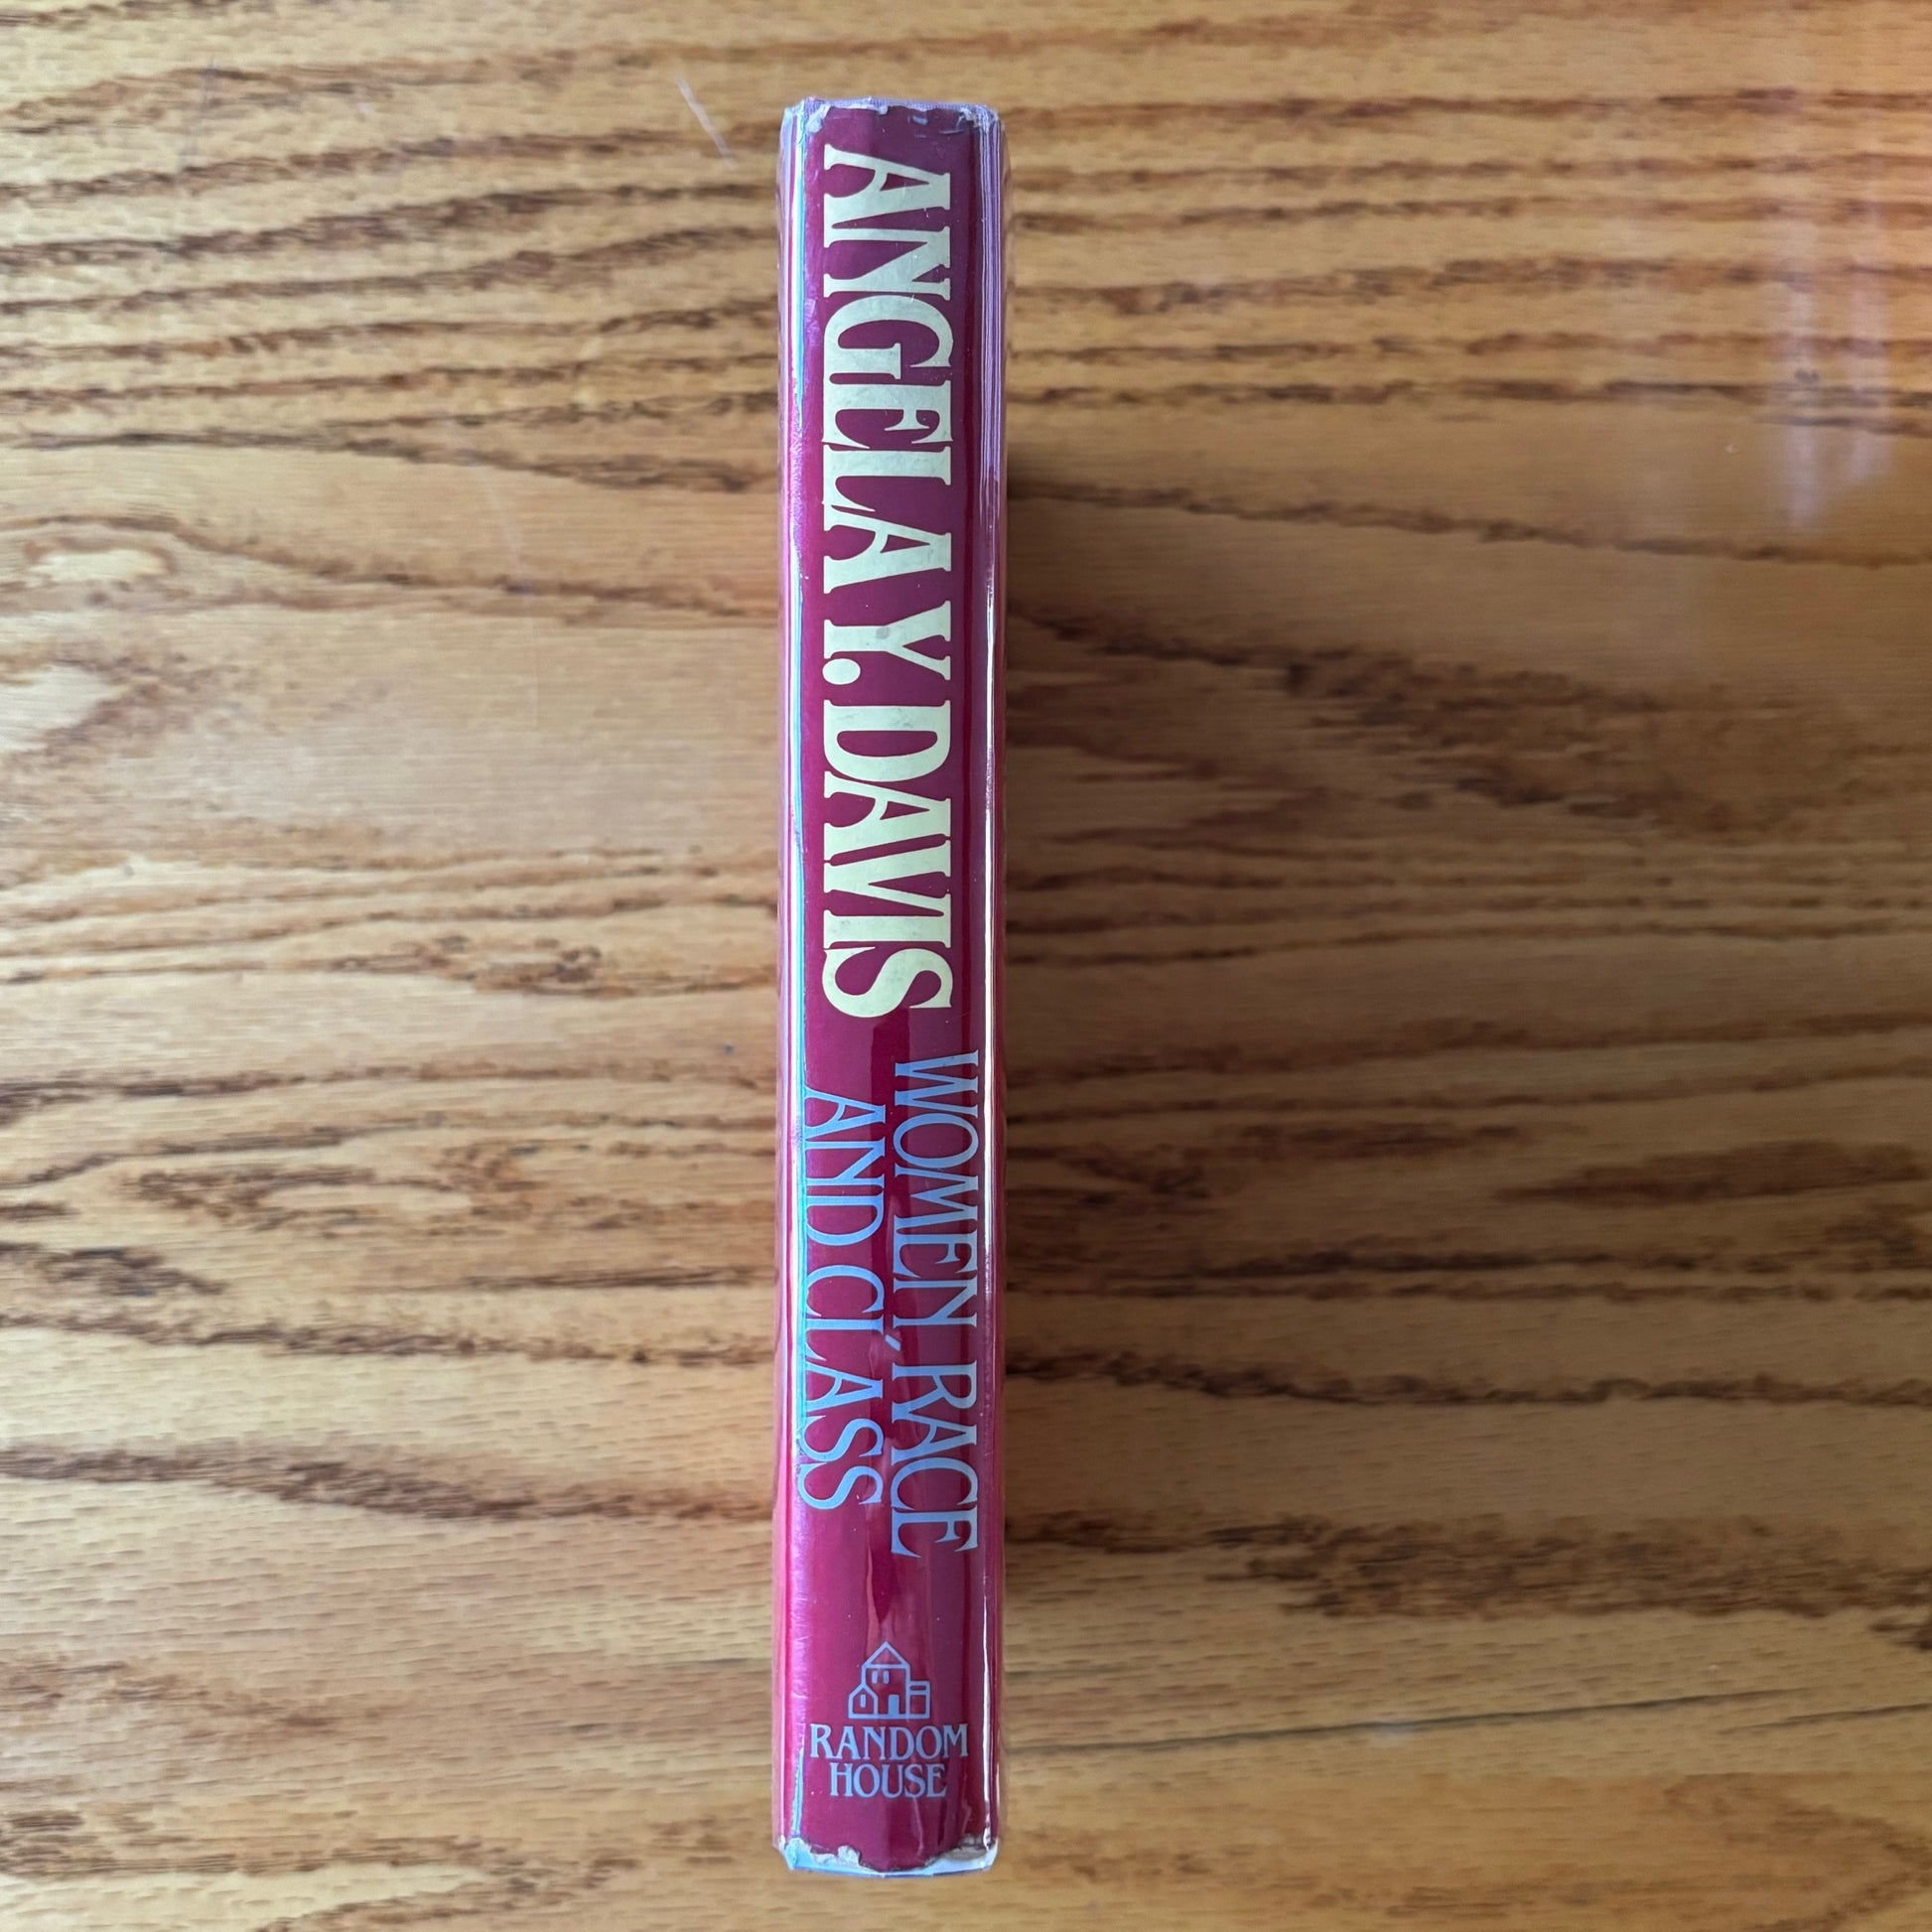 ANGELA Y. DAVIS
WOMEN, RACE
AND CLASS
RANDOM
HOUSE